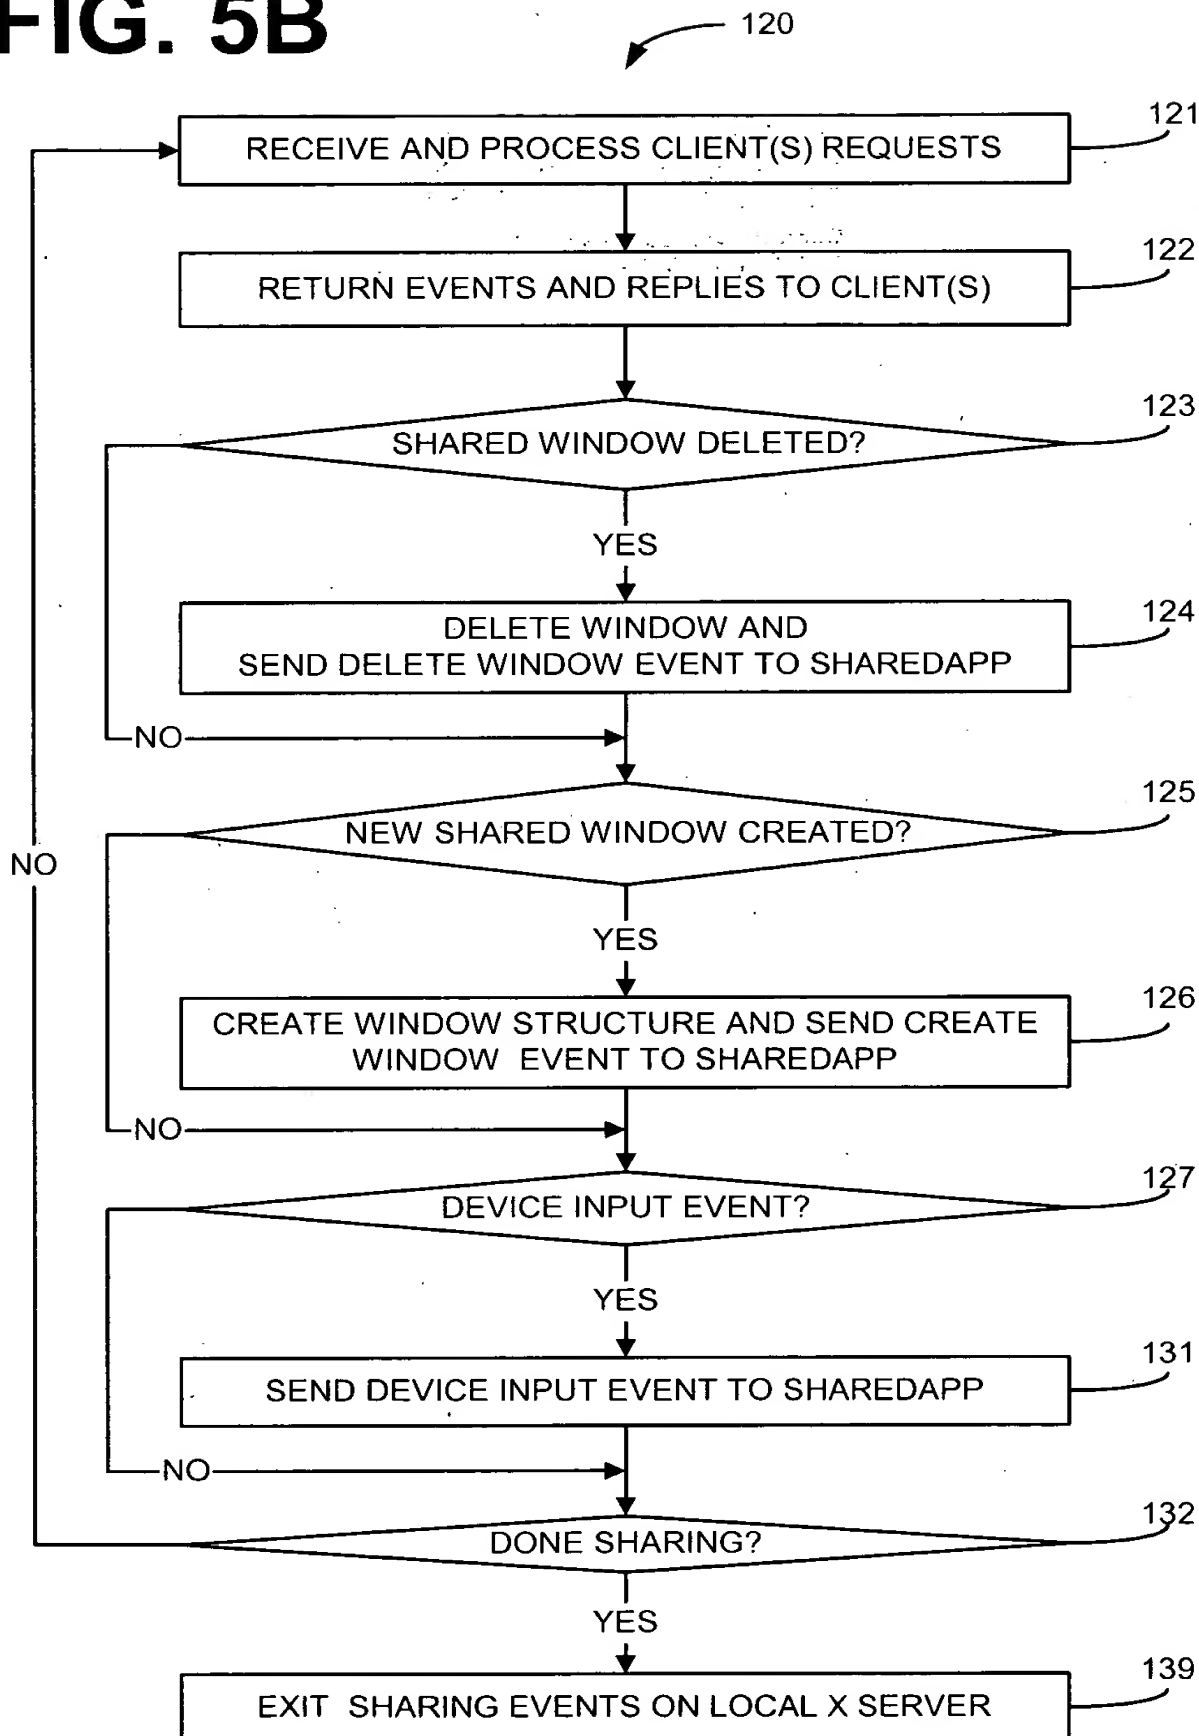 FIG. 5B
120
121
RECEIVE AND PROCESS CLIENT(S) REQUESTS
122
RETURN EVENTS AND REPLIES TO CLIENT(S)
123
SHARED WINDOW DELETED?
YES
124
DELETE WINDOW AND
SEND DELETE WINDOW EVENT TO SHAREDAPP
NO
125
NEW SHARED WINDOW CREATED?
NO
YES
126
CREATE WINDOW STRUCTURE AND SEND CREATE
WINDOW EVENT TO SHAREDAPP
NO
127
DEVICE INPUT EVENT?
YES
131
SEND DEVICE INPUT EVENT TO SHAREDAPP
NO
132
DONE SHARING?
YES
139
EXIT SHARING EVENTS ON LOCAL X SERVER